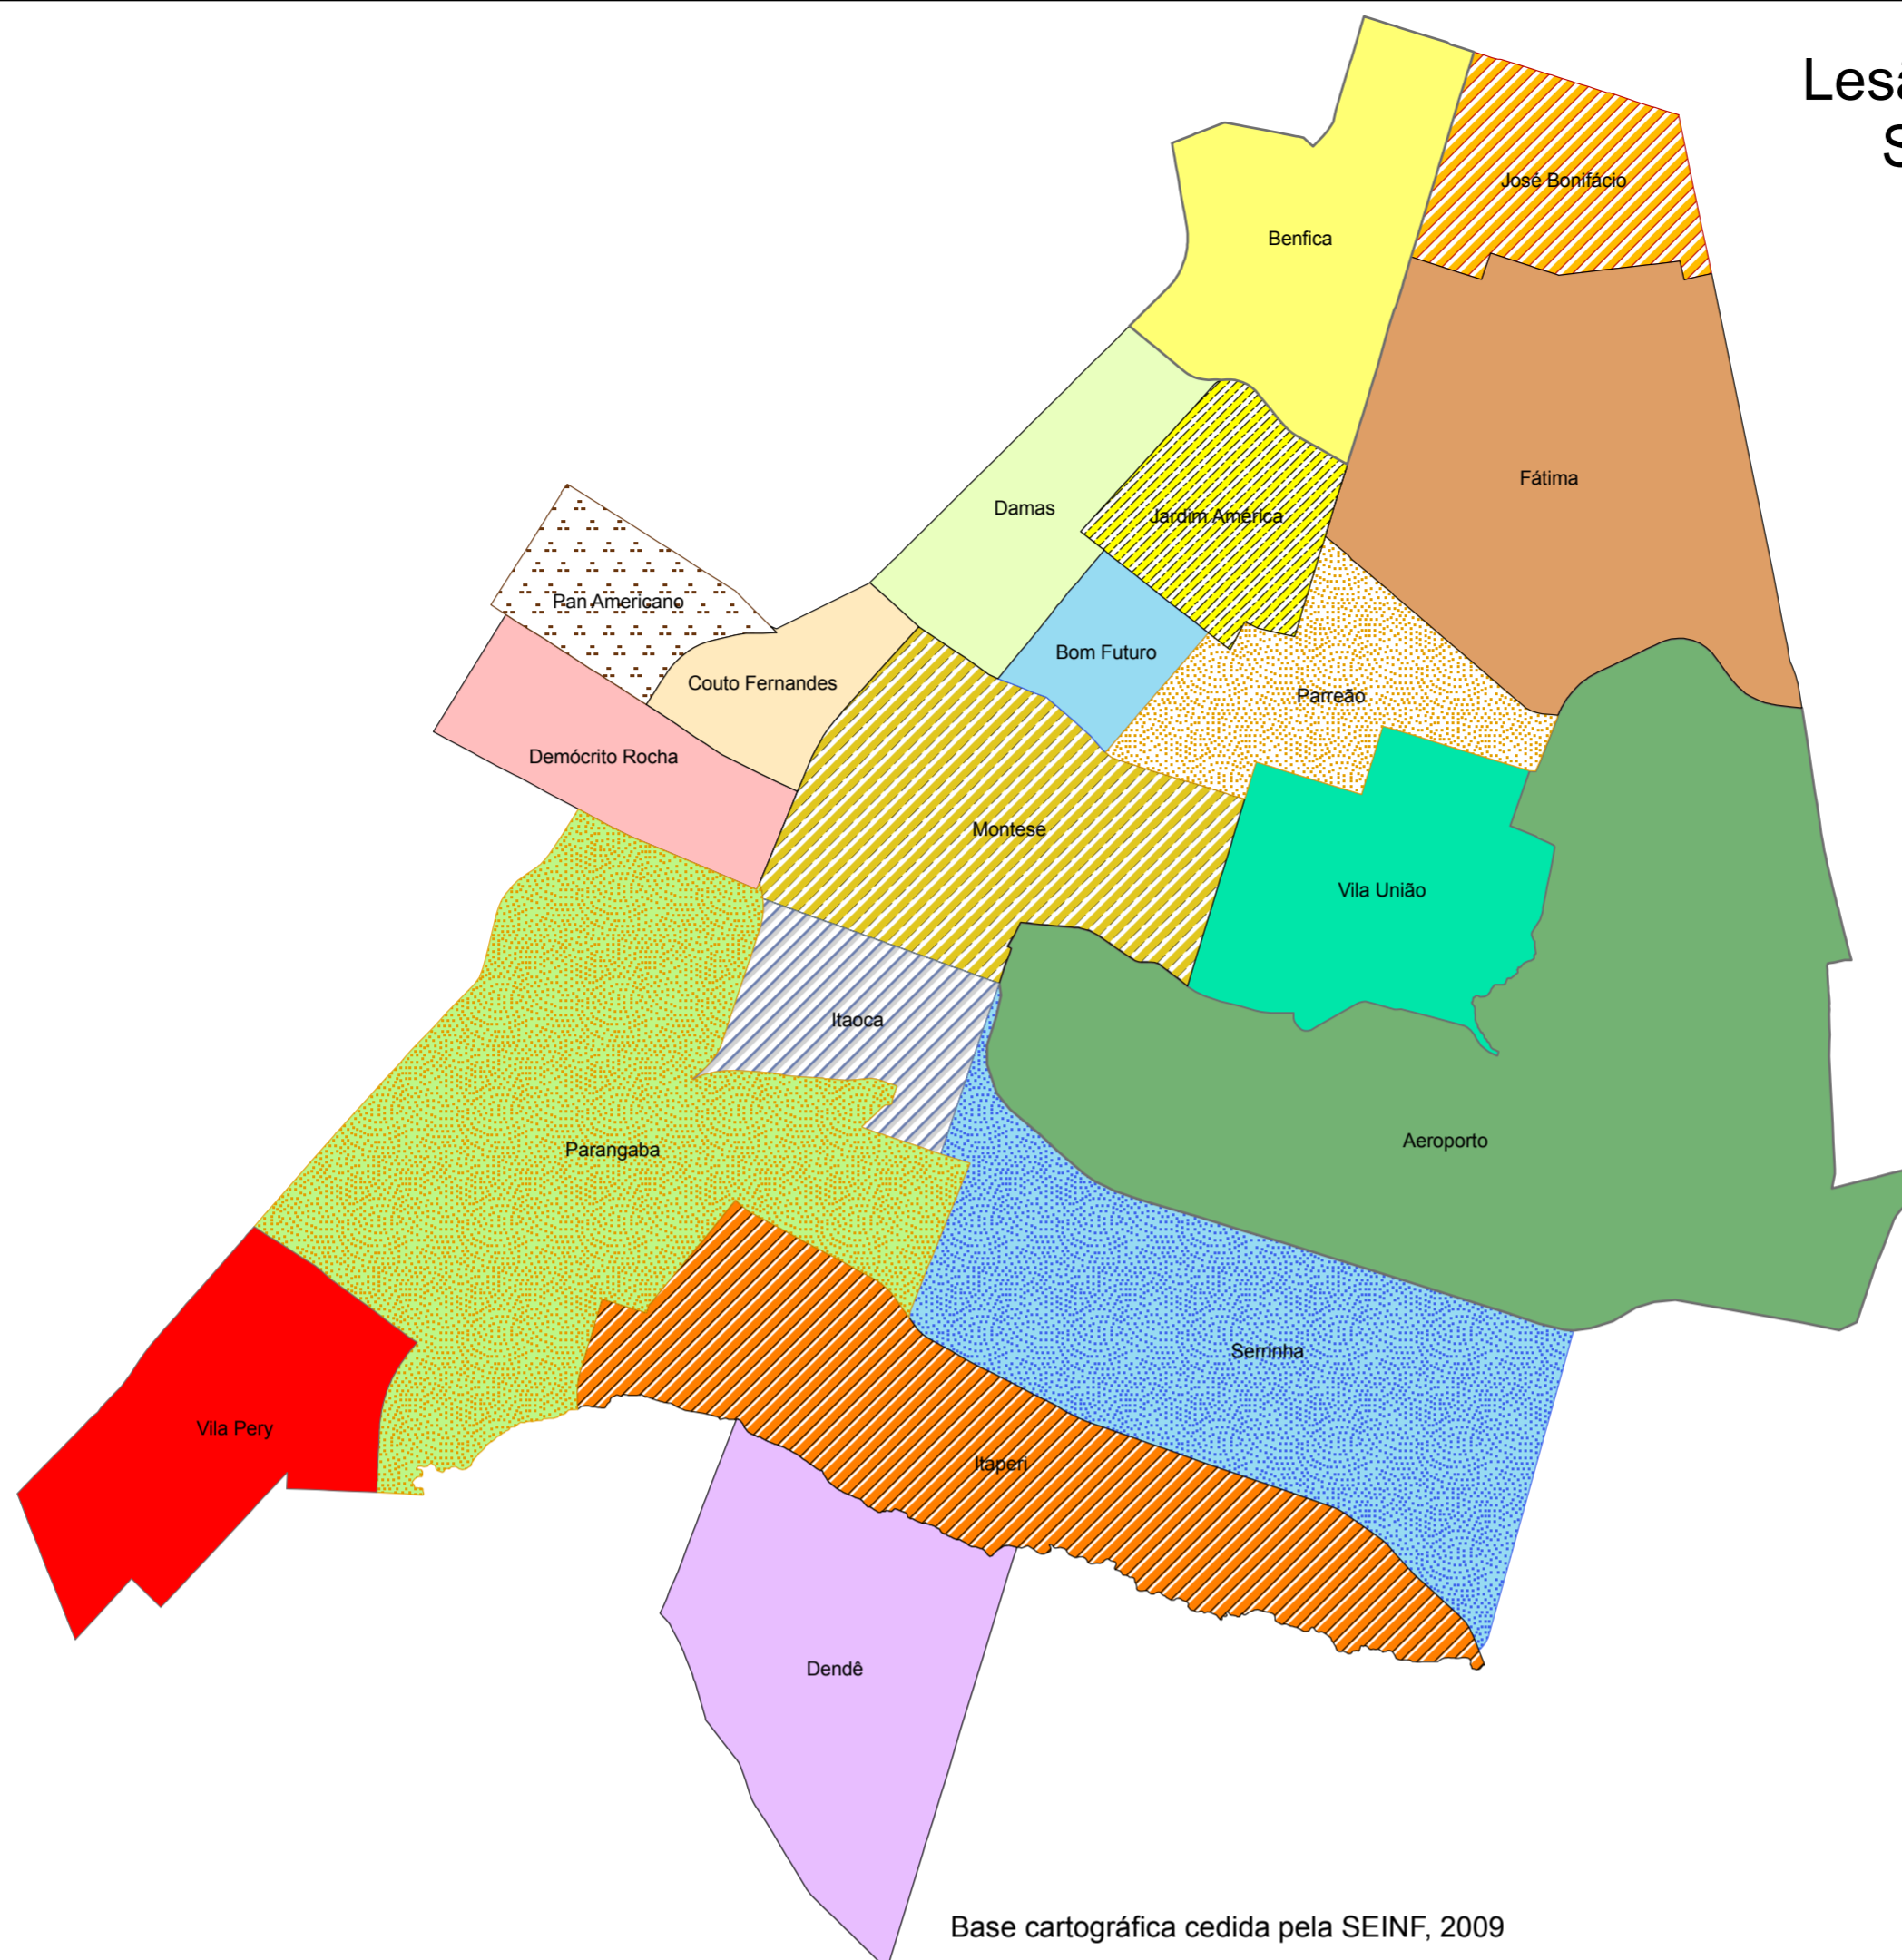 Lesã
S
José Bonifácio
Benfica
Fátima
Damas
Jardim América
Pan Americano
Bom Futuro
Couto Fernandes
Parreão
Demócrito Rocha
Montese
Vila União
Itaoca
Aeroporto
Parangaba
Serrinha
Vila Pery
Itaperi
Dendê
Base cartográfica cedida pela SEINF, 2009